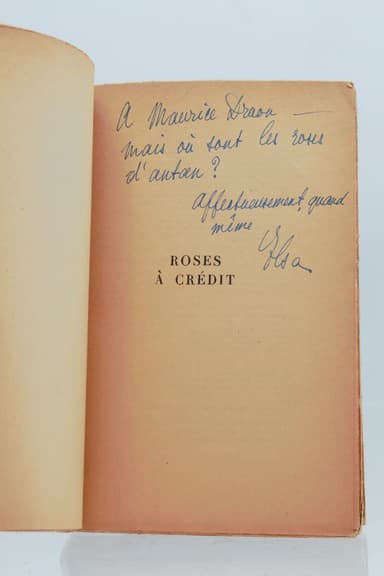 A Maurice Druon —
mais où sont les roses
d'antan ?
Affectueusement, quand
même
Elsa
ROSES
À CRÉDIT